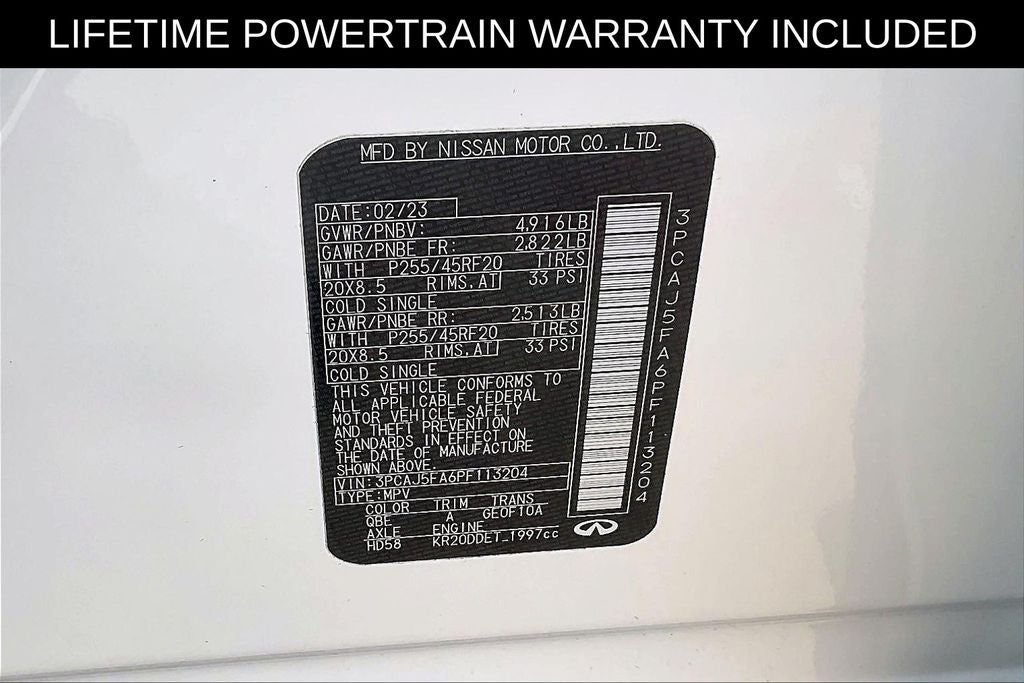 LIFETIME POWERTRAIN WARRANTY INCLUDED
MFD BY NISSAN MOTOR CO.,LTD.
DATE:02/23
GVWR/PNBV: 4,916LB
GAWR/PNBE FR: 2,822LB
WITH P255/45RF20 TIRES
20X8.5 RIMS,AT 33 PSI
COLD SINGLE
GAWR/PNBE RR: 2,513LB
WITH P255/45RF20 TIRES
20X8.5 RIMS,AT 33 PSI
COLD SINGLE
THIS VEHICLE CONFORMS TO
ALL APPLICABLE FEDERAL
MOTOR VEHICLE SAFETY
AND THEFT PREVENTION
STANDARDS IN EFFECT ON
THE DATE OF MANUFACTURE
SHOWN ABOVE.
VIN:3PCAJ5FA6PF113204
TYPE:MPV
COLOR TRIM TRANS
QBE A GEOF10A
AXLE ENGINE
HD58 KR20DDET 1997cc
3PCAJ5FA6PF113204